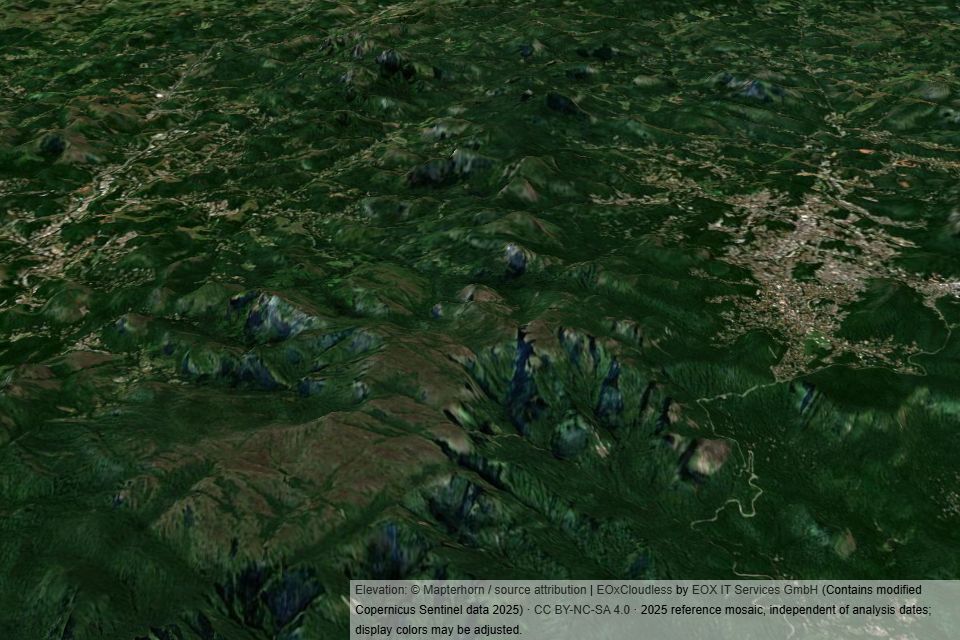 Elevation: © Mapterhorn / source attribution | EOxCloudless by EOX IT Services GmbH (Contains modified
Copernicus Sentinel data 2025) · CC BY-NC-SA 4.0 · 2025 reference mosaic, independent of analysis dates;
display colors may be adjusted.